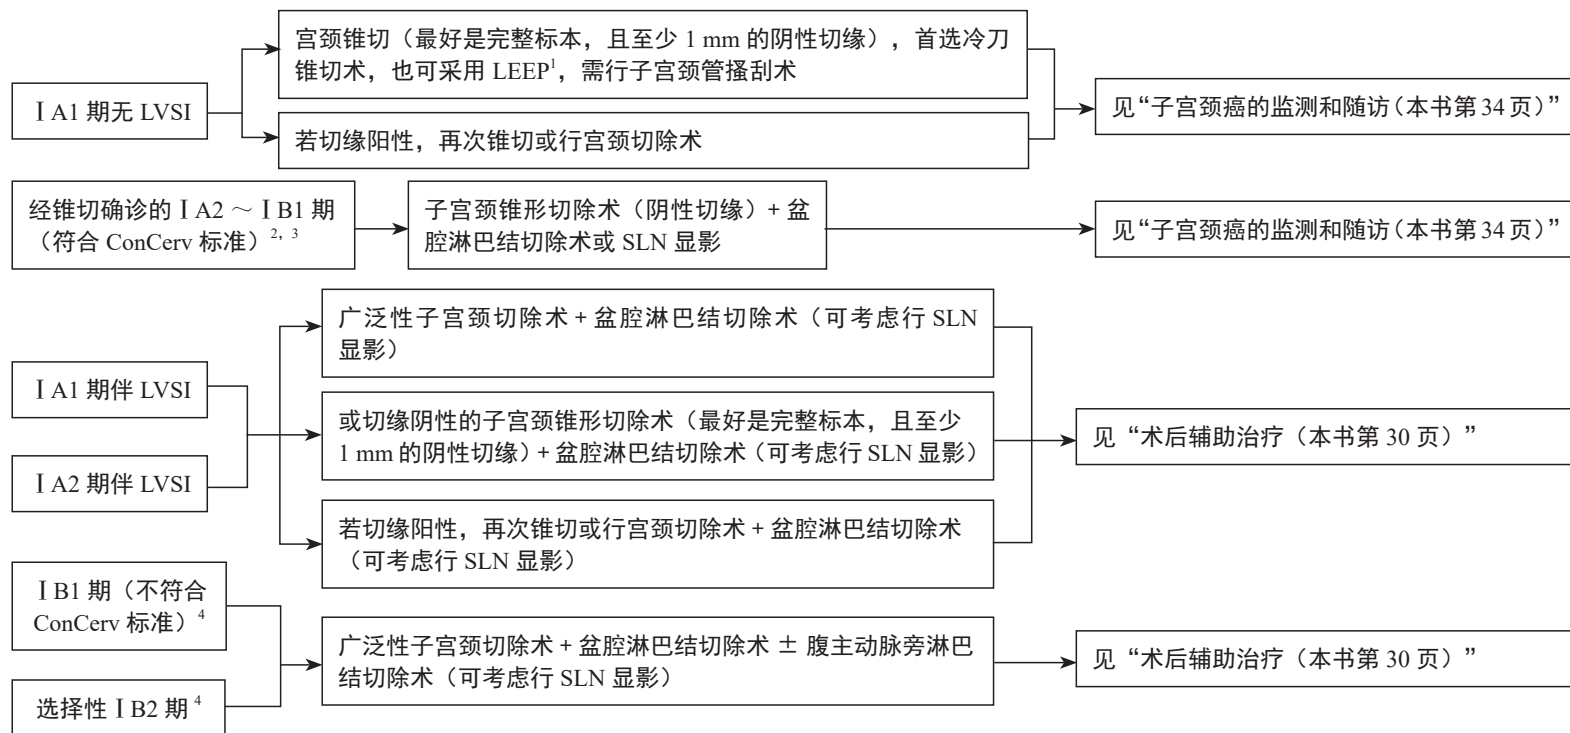 ⅠA1 期无 LVSI
宫颈锥切（最好是完整标本，且至少 1 mm 的阴性切缘），首选冷刀
锥切术，也可采用 LEEP1，需行子宫颈管搔刮术
若切缘阳性，再次锥切或行宫颈切除术
见“子宫颈癌的监测和随访（本书第 34 页）”
经锥切确诊的ⅠA2 ～ⅠB1 期
（符合 ConCerv 标准）2, 3
子宫颈锥形切除术（阴性切缘）+ 盆
腔淋巴结切除术或 SLN 显影
见“子宫颈癌的监测和随访（本书第 34 页）”
ⅠA1 期伴 LVSI
ⅠA2 期伴 LVSI
广泛性子宫颈切除术 + 盆腔淋巴结切除术（可考虑行 SLN
显影）
或切缘阴性的子宫颈锥形切除术（最好是完整标本，且至少
1 mm 的阴性切缘）+ 盆腔淋巴结切除术（可考虑行 SLN 显影）
若切缘阳性，再次锥切或行宫颈切除术 + 盆腔淋巴结切除术
（可考虑行 SLN 显影）
见“术后辅助治疗（本书第 30 页）”
ⅠB1 期（不符合
ConCerv 标准）4
选择性ⅠB2 期 4
广泛性子宫颈切除术 + 盆腔淋巴结切除术 ± 腹主动脉旁淋巴
结切除术（可考虑行 SLN 显影）
见“术后辅助治疗（本书第 30 页）”